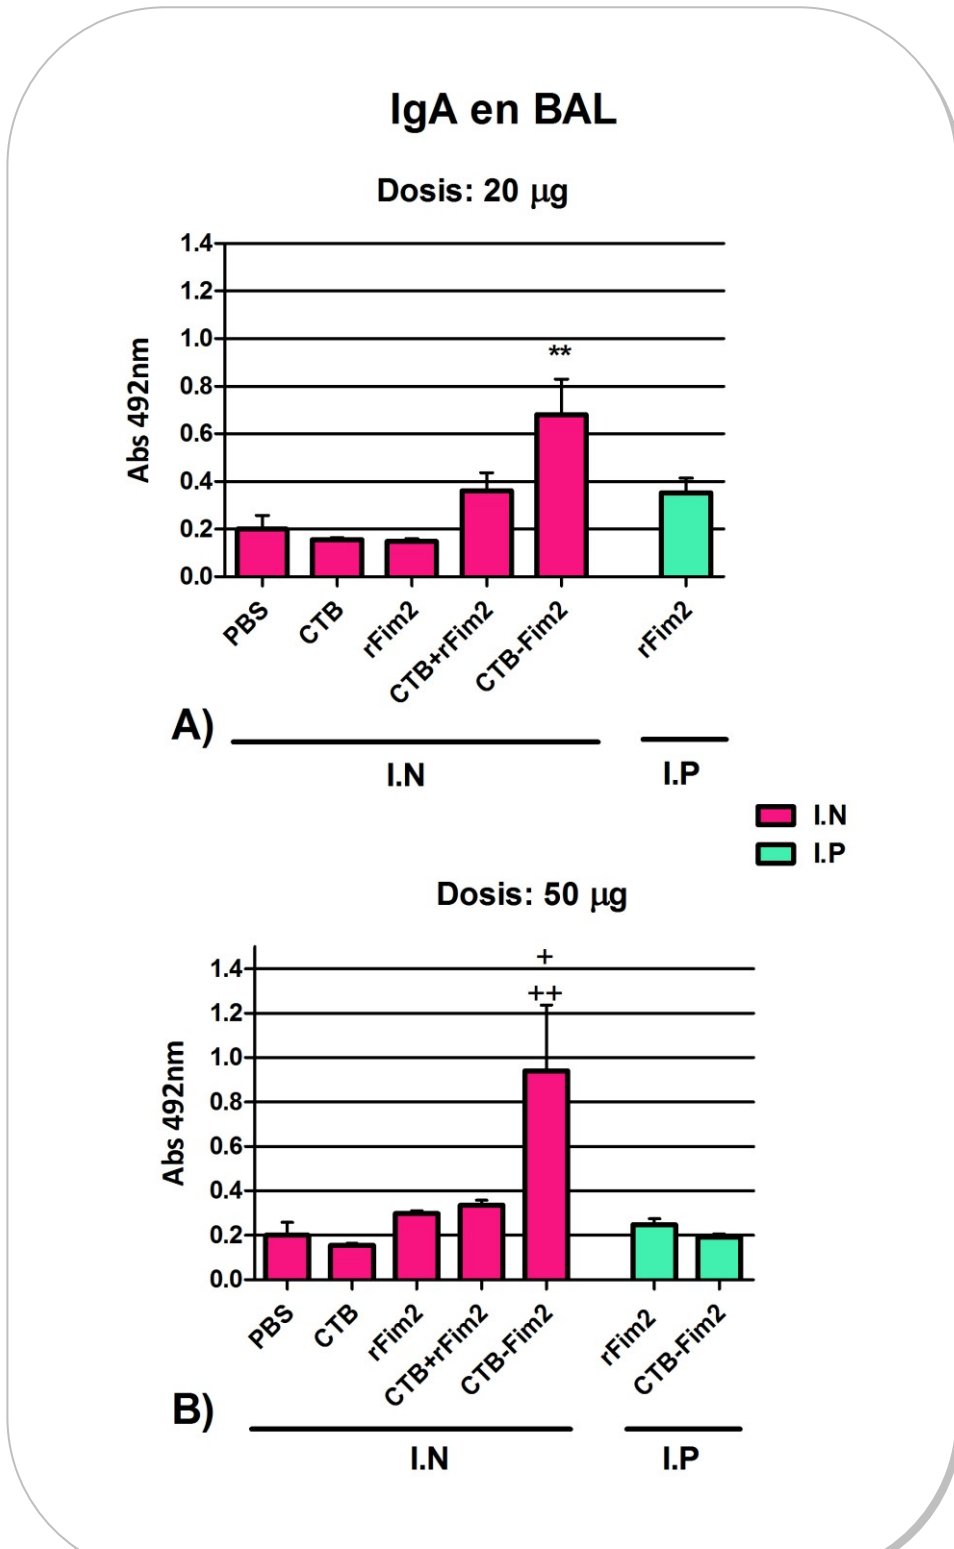 IgA en BAL
Dosis: 20 μg
Abs 492nm
1.4
1.2
1.0
0.8
0.6
0.4
0.2
0.0
**
PBS
CTB
rFim2
CTB+rFim2
CTB-Fim2
rFim2
A)
I.N
I.P
I.N
I.P
Dosis: 50 μg
Abs 492nm
1.4
1.2
1.0
0.8
0.6
0.4
0.2
0.0
+
++
PBS
CTB
rFim2
CTB+rFim2
CTB-Fim2
rFim2
CTB-Fim2
B)
I.N
I.P